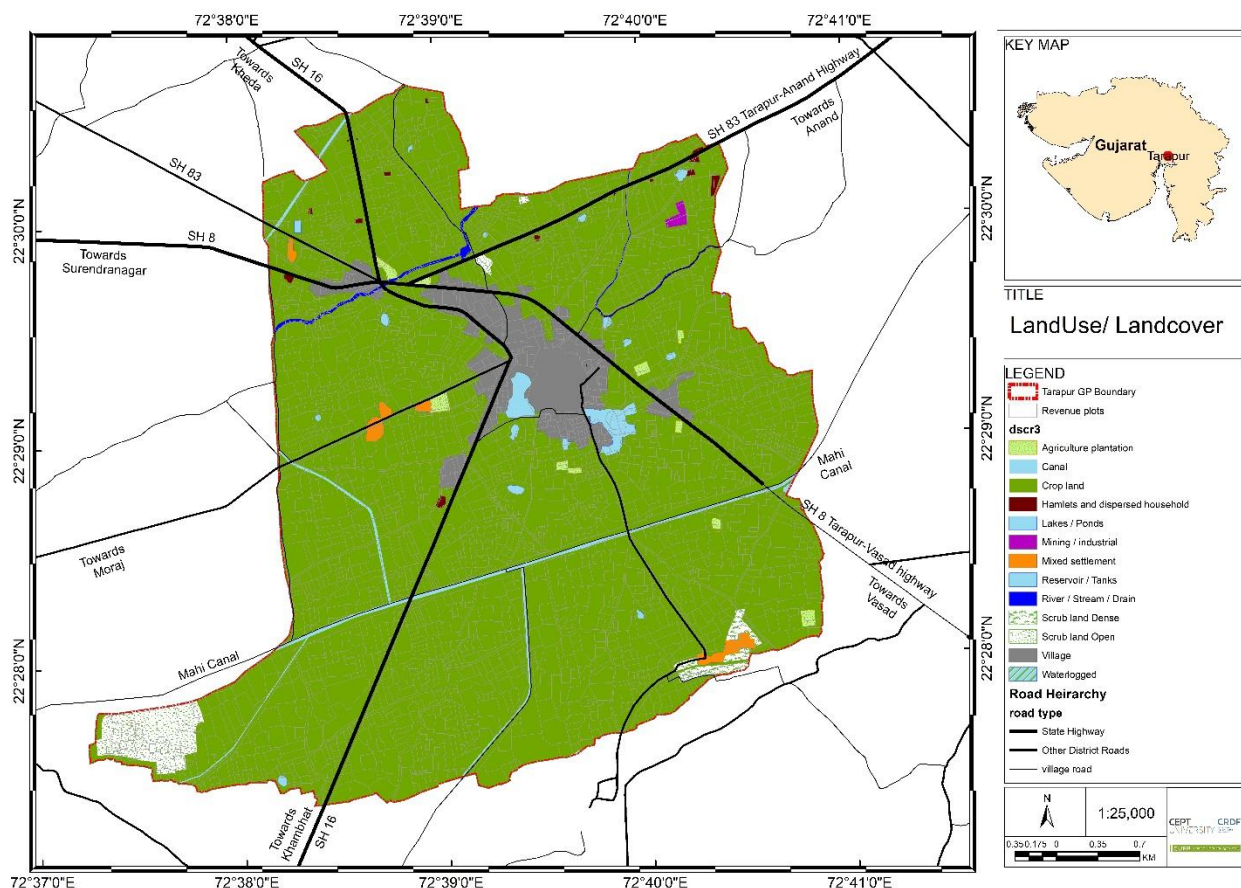 72°38'0"E 72°39'0"E 72°40'0"E 72°41'0"E
Towards
Kheda
SH 16
SH 83 Tarapur-Anand Highway
Towards
Anand
SH 83
SH 8
Towards
Surendranagar
22°30'0"N
22°29'0"N
22°28'0"N
22°30'0"N
22°29'0"N
22°28'0"N
Mahi
Canal
SH 8 Tarapur-Vasad highway
Towards
Vasad
Towards
Moraj
Mahi Canal
Towards
Khambhat
SH 16
72°37'0"E 72°38'0"E 72°39'0"E 72°40'0"E 72°41'0"E
KEY MAP
Gujarat
Tarapur
TITLE
LandUse/ Landcover
LEGEND
Tarapur GP Boundary
Revenue plots
dscr3
Agriculture plantation
Canal
Crop land
Hamlets and dispersed household
Lakes / Ponds
Mining / industrial
Mixed settlement
Reservoir / Tanks
River / Stream / Drain
Scrub land Dense
Scrub land Open
Village
Waterlogged
Road Heirarchy
road type
State Highway
Other District Roads
village road
N
1:25,000
0.35 0.175 0 0.35 0.7
KM
CEPT
UNIVERSITY
CRDF